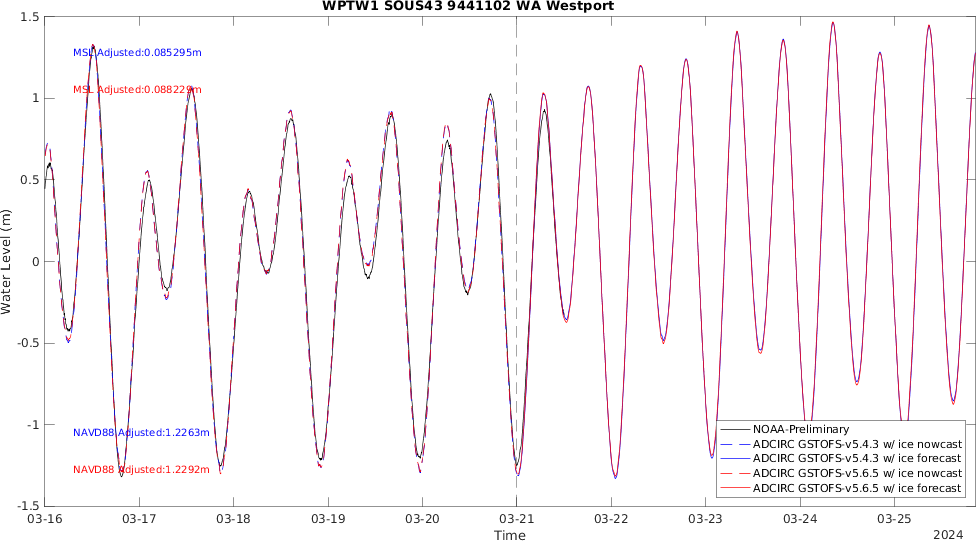 WPTW1 SOUS43 9441102 WA Westport
1.5
1
0.5
0
-0.5
-1
-1.5
Water Level (m)
MSL Adjusted:0.085295m
MSL Adjusted:0.088229m
NAVD88 Adjusted:1.2263m
NAVD88 Adjusted:1.2292m
NOAA-Preliminary
ADCIRC GSTOFS-v5.4.3 w/ ice nowcast
ADCIRC GSTOFS-v5.4.3 w/ ice forecast
ADCIRC GSTOFS-v5.6.5 w/ ice nowcast
ADCIRC GSTOFS-v5.6.5 w/ ice forecast
03-16 03-17 03-18 03-19 03-20 03-21 03-22 03-23 03-24 03-25
Time
2024